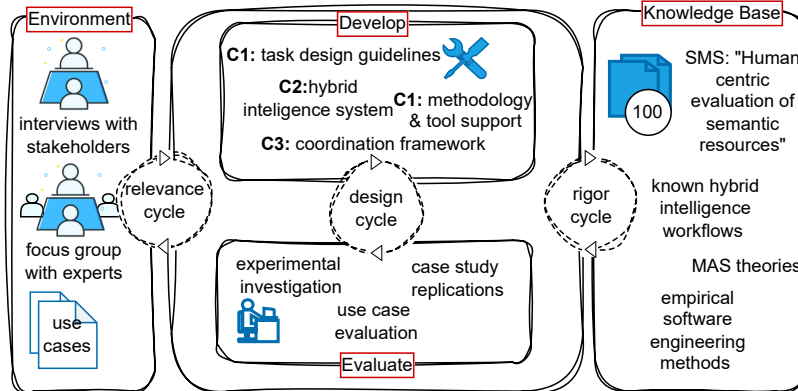 Environment
interviews with
stakeholders
focus group
with experts
use
cases
relevance
cycle
Develop
C1: task design guidelines
C2:hybrid
inteligence system
C1: methodology
& tool support
C3: coordination framework
design
cycle
experimental
investigation
case study
replications
use case
evaluation
Evaluate
rigor
cycle
Knowledge Base
100
SMS: "Human
centric
evaluation of
semantic
resources"
known hybrid
intelligence
workflows
MAS theories
empirical
software
engineering
methods